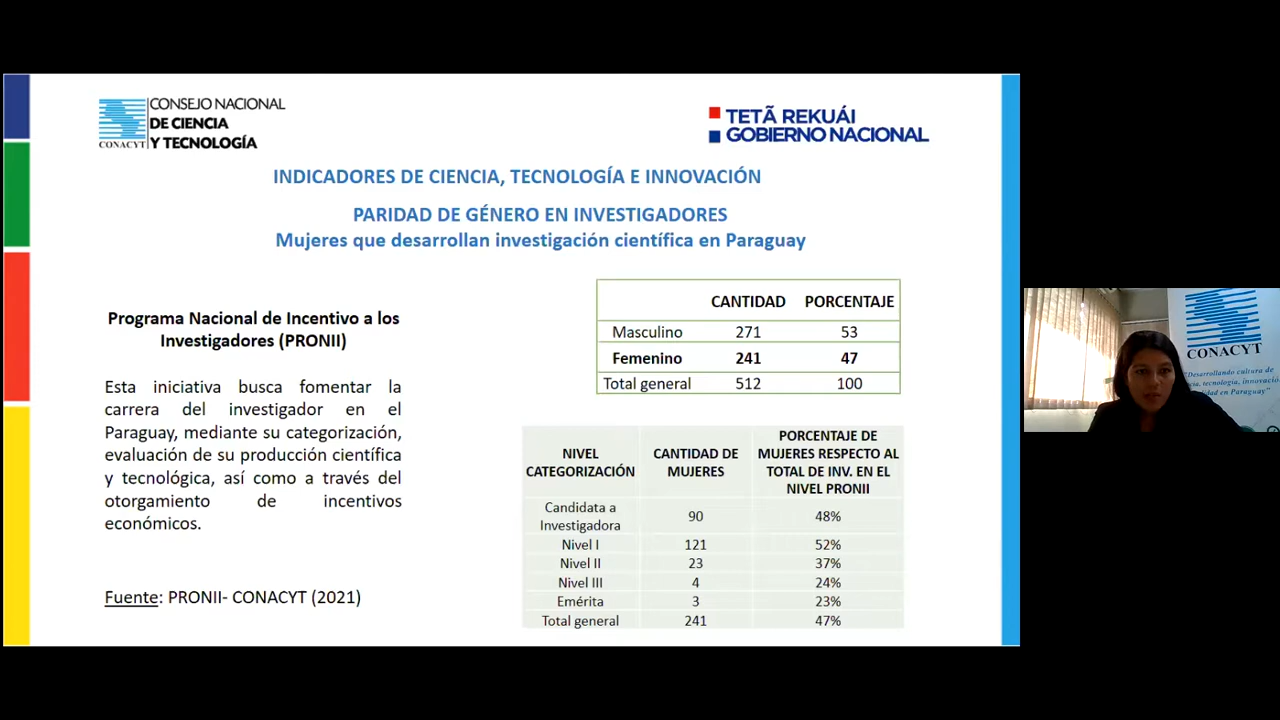 CONSEJO NACIONAL
DE CIENCIA
Y TECNOLOGÍA
CONACYT
TETÃ REKUÁI
GOBIERNO NACIONAL
INDICADORES DE CIENCIA, TECNOLOGÍA E INNOVACIÓN
PARIDAD DE GÉNERO EN INVESTIGADORES
Mujeres que desarrollan investigación científica en Paraguay
Programa Nacional de Incentivo a los
Investigadores (PRONII)
Esta iniciativa busca fomentar la
carrera del investigador en el
Paraguay, mediante su categorización,
evaluación de su producción científica
y tecnológica, así como a través del
otorgamiento de incentivos
económicos.
Fuente: PRONII- CONACYT (2021)
CANTIDAD PORCENTAJE
Masculino 271 53
Femenino 241 47
Total general 512 100
NIVEL CATEGORIZACIÓN CANTIDAD DE MUJERES PORCENTAJE DE MUJERES RESPECTO AL TOTAL DE INV. EN EL NIVEL PRONII
Candidata a Investigadora 90 48%
Nivel I 121 52%
Nivel II 23 37%
Nivel III 4 24%
Emérita 3 23%
Total general 241 47%
CONACYT
"Desarrollando cultura de
tecnología,
en Paraguay"